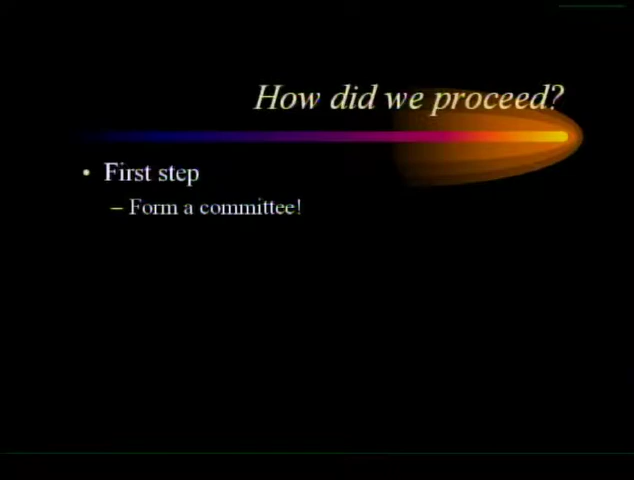 How did we proceed?
• First step
– Form a committee!